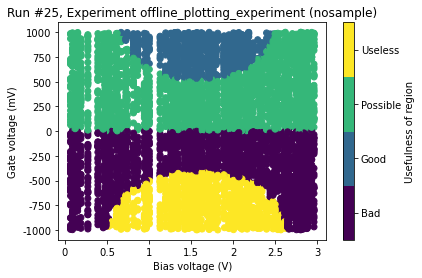 Run #25, Experiment offline_plotting_experiment (nosample)
1000
750
500
250
0
-250
-500
-750
-1000
Gate voltage (mV)
0
0.5
1
1.5
2
2.5
3
Bias voltage (V)
Useless
Possible
Good
Bad
Usefulness of region